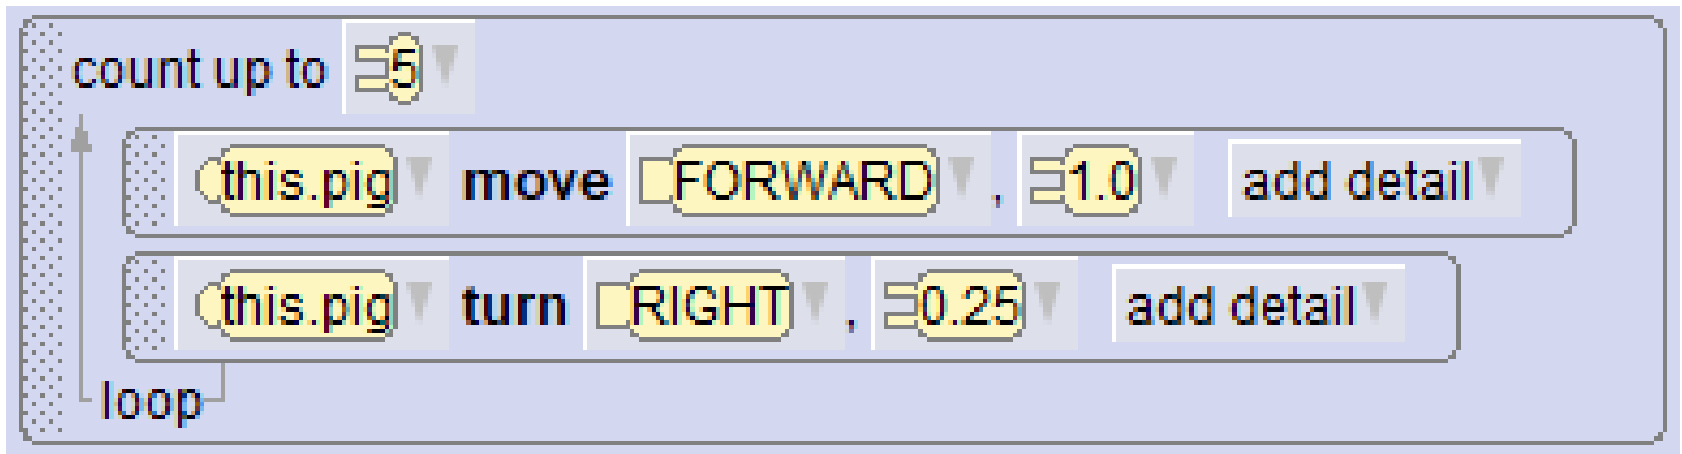 count up to 5
this.pig move FORWARD , 1.0 add detail
this.pig turn RIGHT , 0.25 add detail
loop